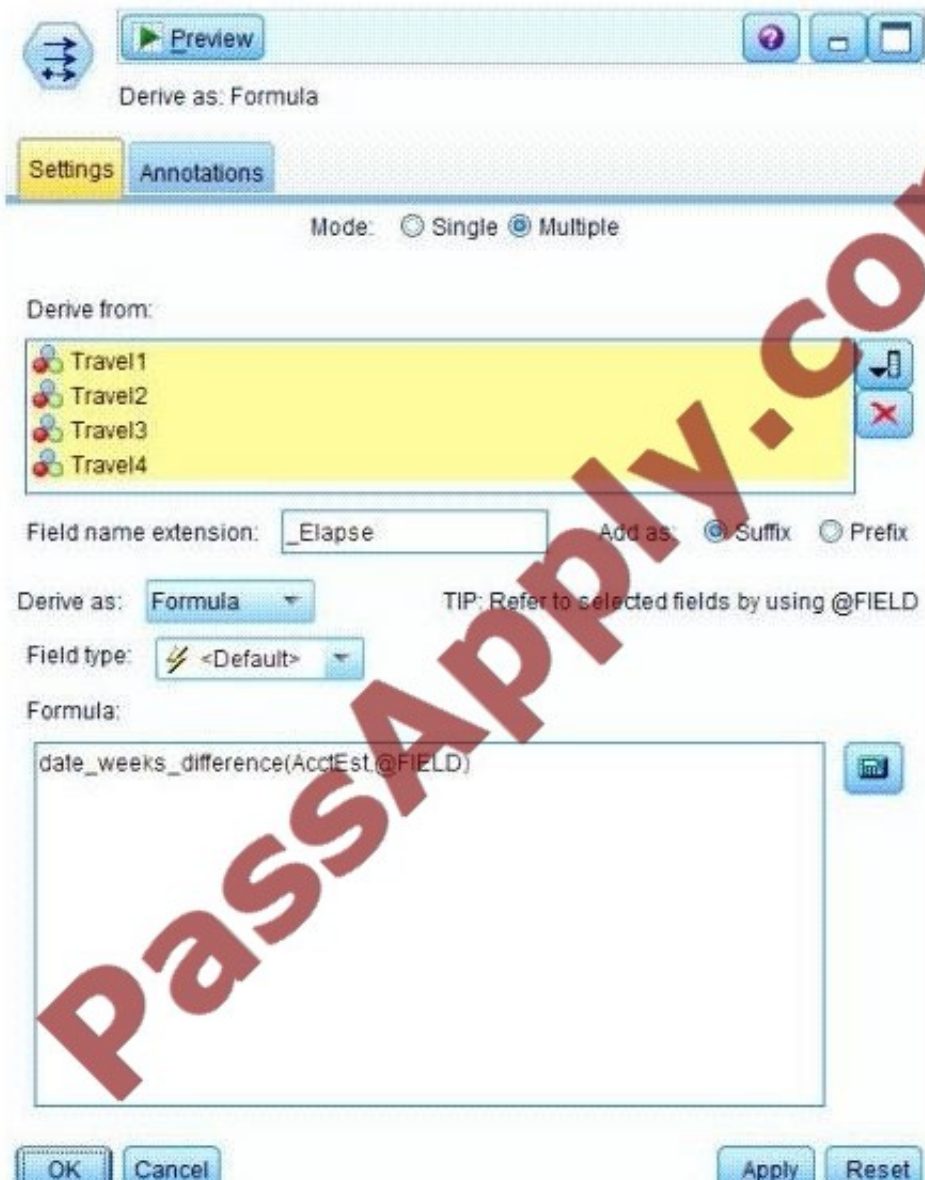 Preview
Derive as: Formula
Settings Annotations
Mode: Single Multiple
Derive from:
Travel1
Travel2
Travel3
Travel4
Field name extension: _Elapse Add as: Suffix Prefix
Derive as: Formula TIP: Refer to selected fields by using @FIELD
Field type: <Default>
Formula:
date_weeks_difference(AcctEst,@FIELD)
OK Cancel Apply Reset
PassApply.com